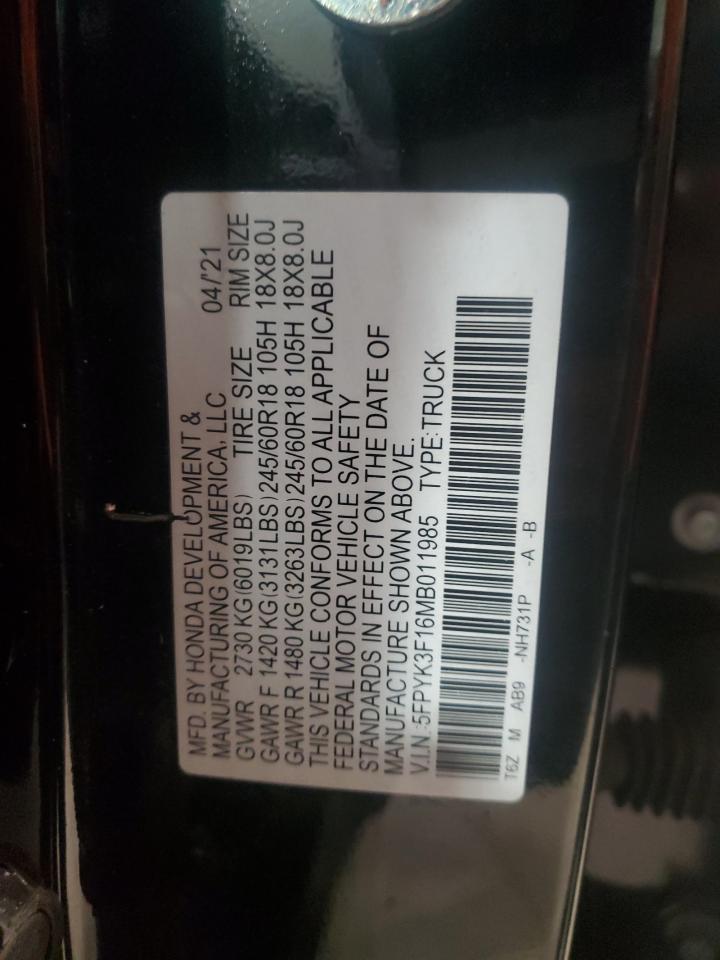 MFD. BY HONDA DEVELOPMENT &
MANUFACTURING OF AMERICA, LLC 04/'21
GVWR 2730 KG(6019LBS) TIRE SIZE RIM SIZE
GAWR F 1420 KG(3131LBS)245/60R18 105H 18X8.0J
GAWR R 1480 KG(3263LBS)245/60R18 105H 18X8.0J
THIS VEHICLE CONFORMS TO ALL APPLICABLE
FEDERAL MOTOR VEHICLE SAFETY
STANDARDS IN EFFECT ON THE DATE OF
MANUFACTURE SHOWN ABOVE.
V.I.N.:5FPYK3F16MB011985 TYPE:TRUCK
T6Z M AB9 -NH731P -A -B